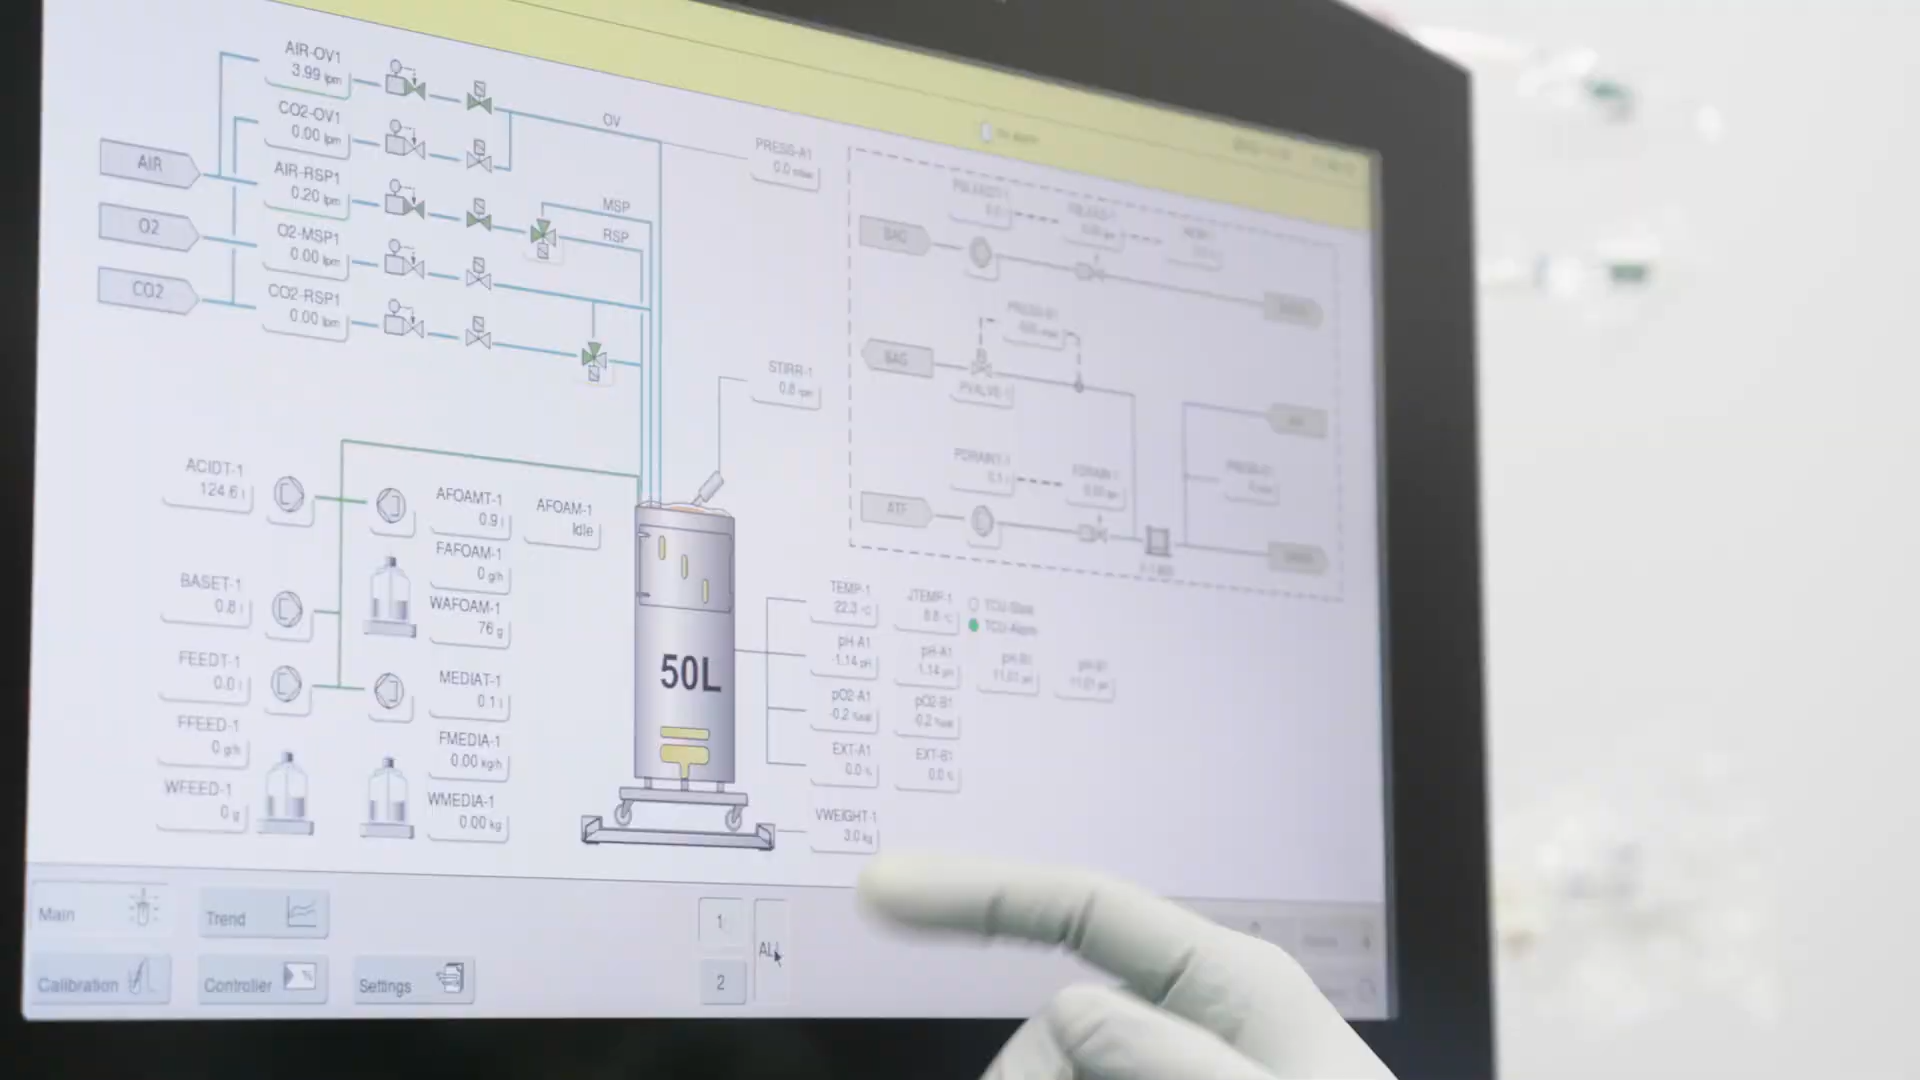 AIR-OV1
3.99 lpm
CO2-OV1
0.00 lpm
AIR-RSP1
0.20 lpm
O2-MSP1
0.00 lpm
CO2-RSP1
0.00 lpm
AIR
O2
CO2
OV
MSP
RSP
PRESS-A1
0.0 mbar
STIRR-1
0.8 rpm
BAG
BAG
PVALVE-1
ATF
ACIDT-1
124.6 l
BASET-1
0.8 l
FEEDT-1
0.0 l
FFEED-1
0 g/h
WFEED-1
0 g
AFOAMT-1
0.9 l
AFOAM-1
Idle
FAFOAM-1
0 g/h
WAFOAM-1
76 g
MEDIAT-1
0.1 l
FMEDIA-1
0.00 kg/h
WMEDIA-1
0.00 kg
50L
TEMP-1
22.3 °C
JTEMP-1
8.8 °C
TCU-Alarm
pH-A1
-1.14 pH
pO2-A1
-0.2 %sat
pO2-B1
-0.2 %sat
EXT-A1
0.0 %
EXT-B1
0.0 %
VWEIGHT-1
3.0 kg
Main
Trend
Calibration
Controller
Settings
1
2
ALL